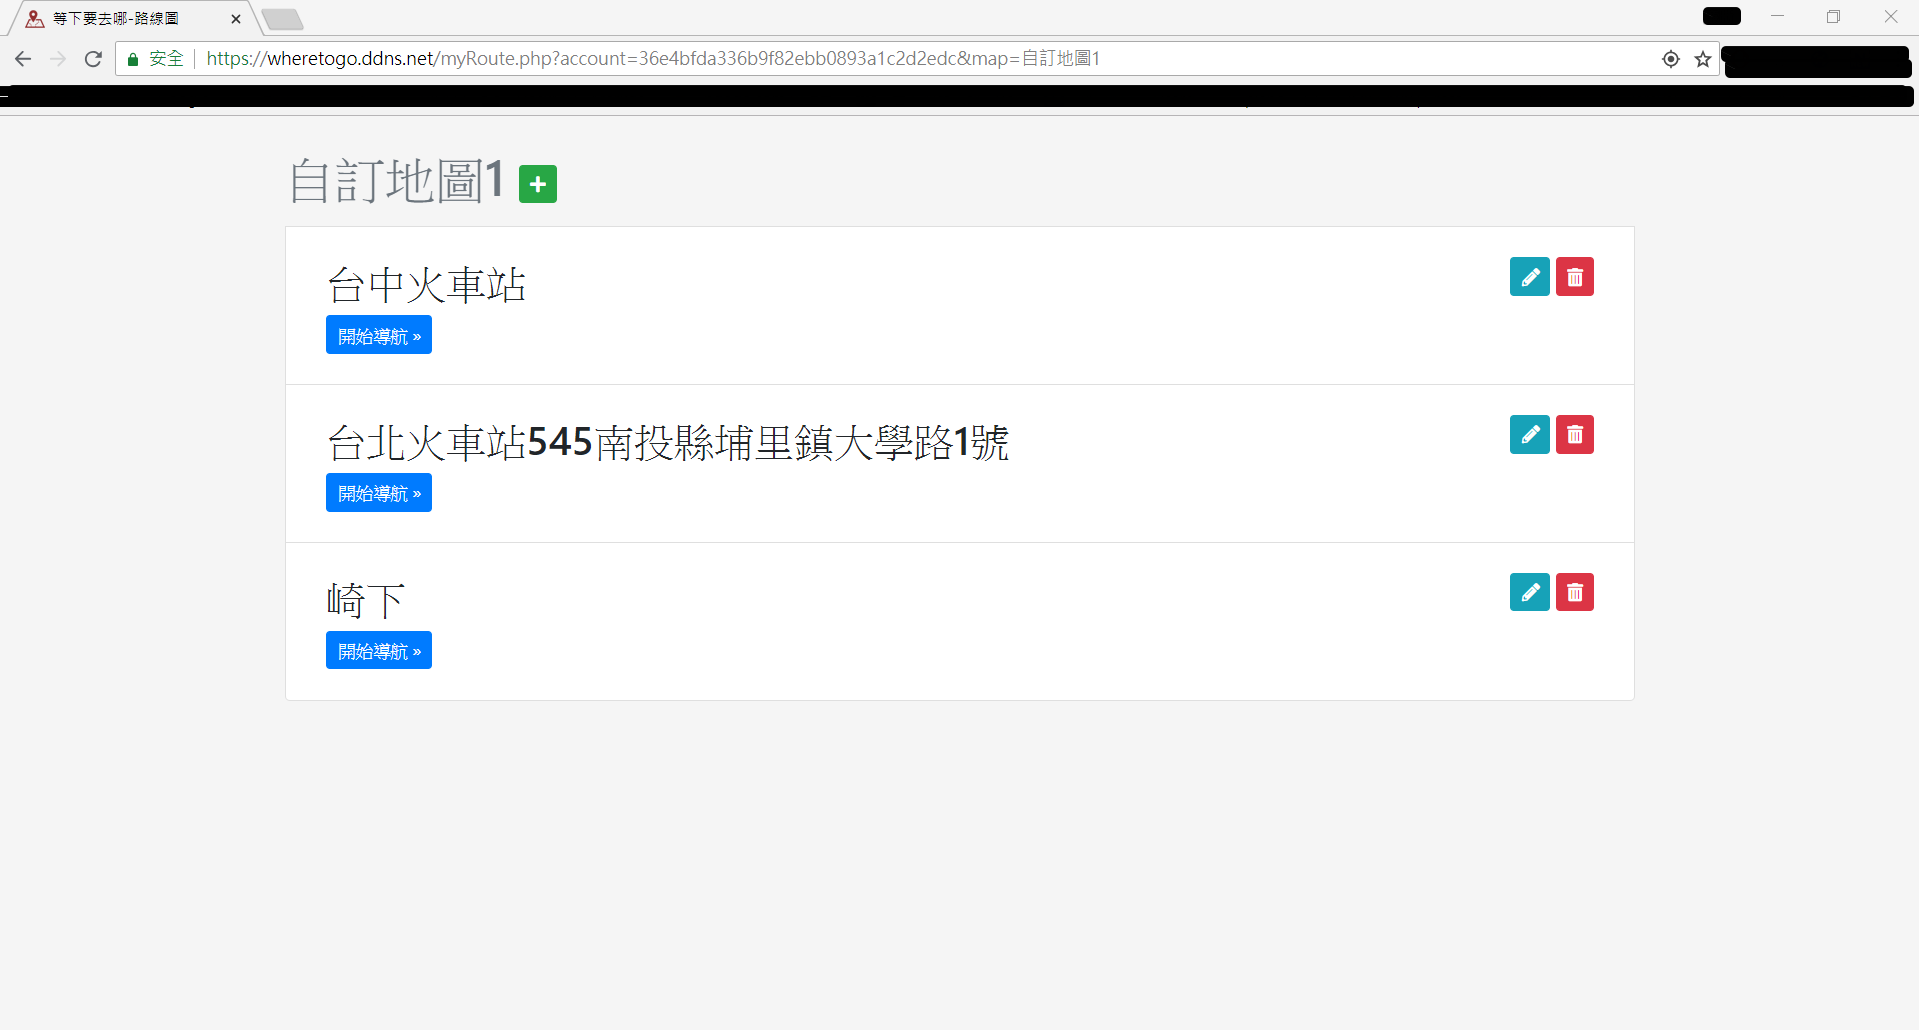 等下要去哪-路線圖
安全 https://wheretogo.ddns.net/myRoute.php?account=36e4bfda336b9f82ebb0893a1c2d2edc&map=自訂地圖1
自訂地圖1
台中火車站
開始導航 »
台北火車站545南投縣埔里鎮大學路1號
開始導航 »
崎下
開始導航 »